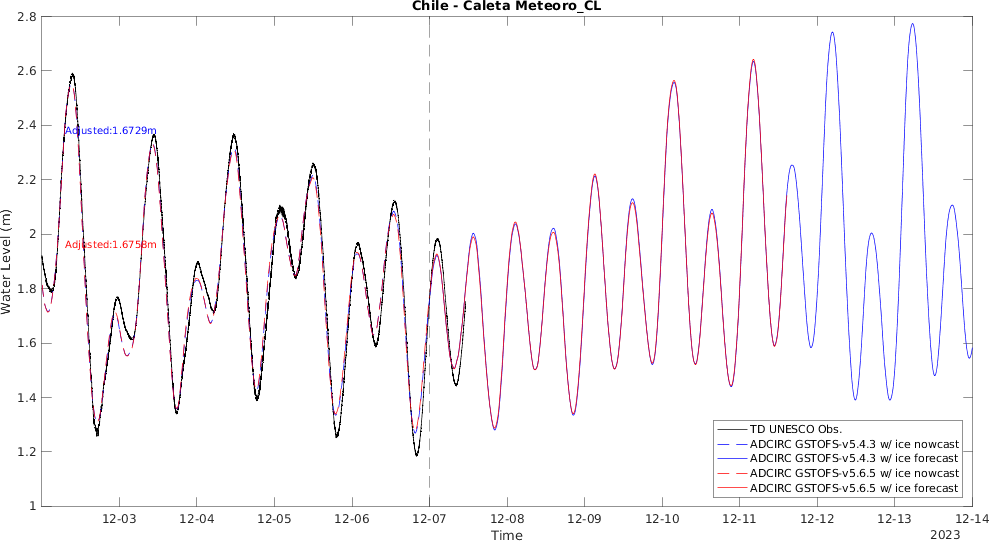 Chile - Caleta Meteoro_CL
2.8
2.6
2.4
2.2
2
1.8
1.6
1.4
1.2
1
Water Level (m)
Adjusted:1.6729m
Adjusted:1.6758m
TD UNESCO Obs.
ADCIRC GSTOFS-v5.4.3 w/ ice nowcast
ADCIRC GSTOFS-v5.4.3 w/ ice forecast
ADCIRC GSTOFS-v5.6.5 w/ ice nowcast
ADCIRC GSTOFS-v5.6.5 w/ ice forecast
12-03 12-04 12-05 12-06 12-07 12-08 12-09 12-10 12-11 12-12 12-13 12-14
Time
2023